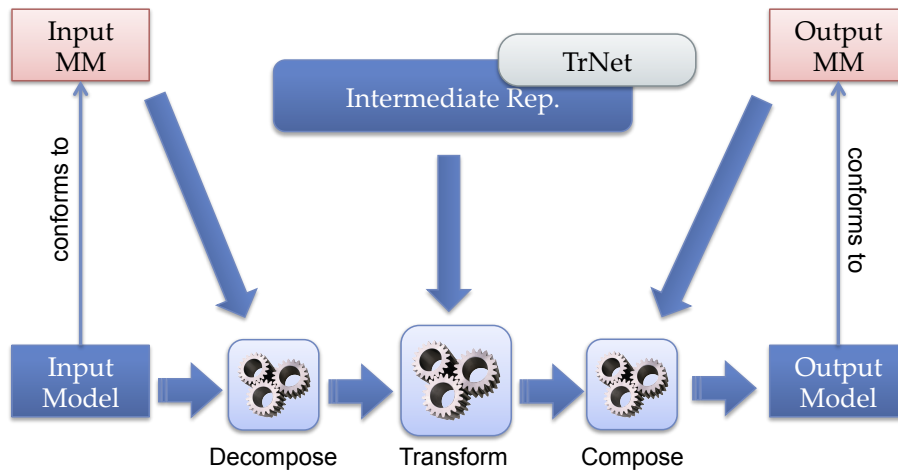 Input
MM
TrNet
Intermediate Rep.
Output
MM
conforms to
conforms to
Input
Model
Output
Model
Decompose
Transform
Compose